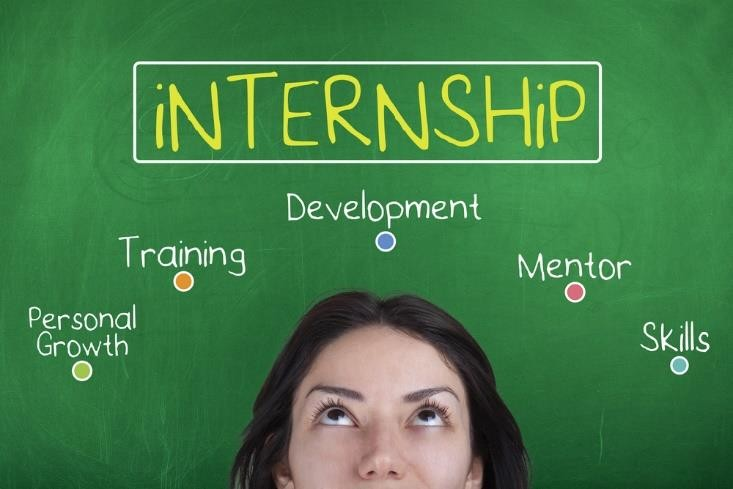 iNTERNSHiP
Development
Training
Mentor
Personal
Growth
Skills